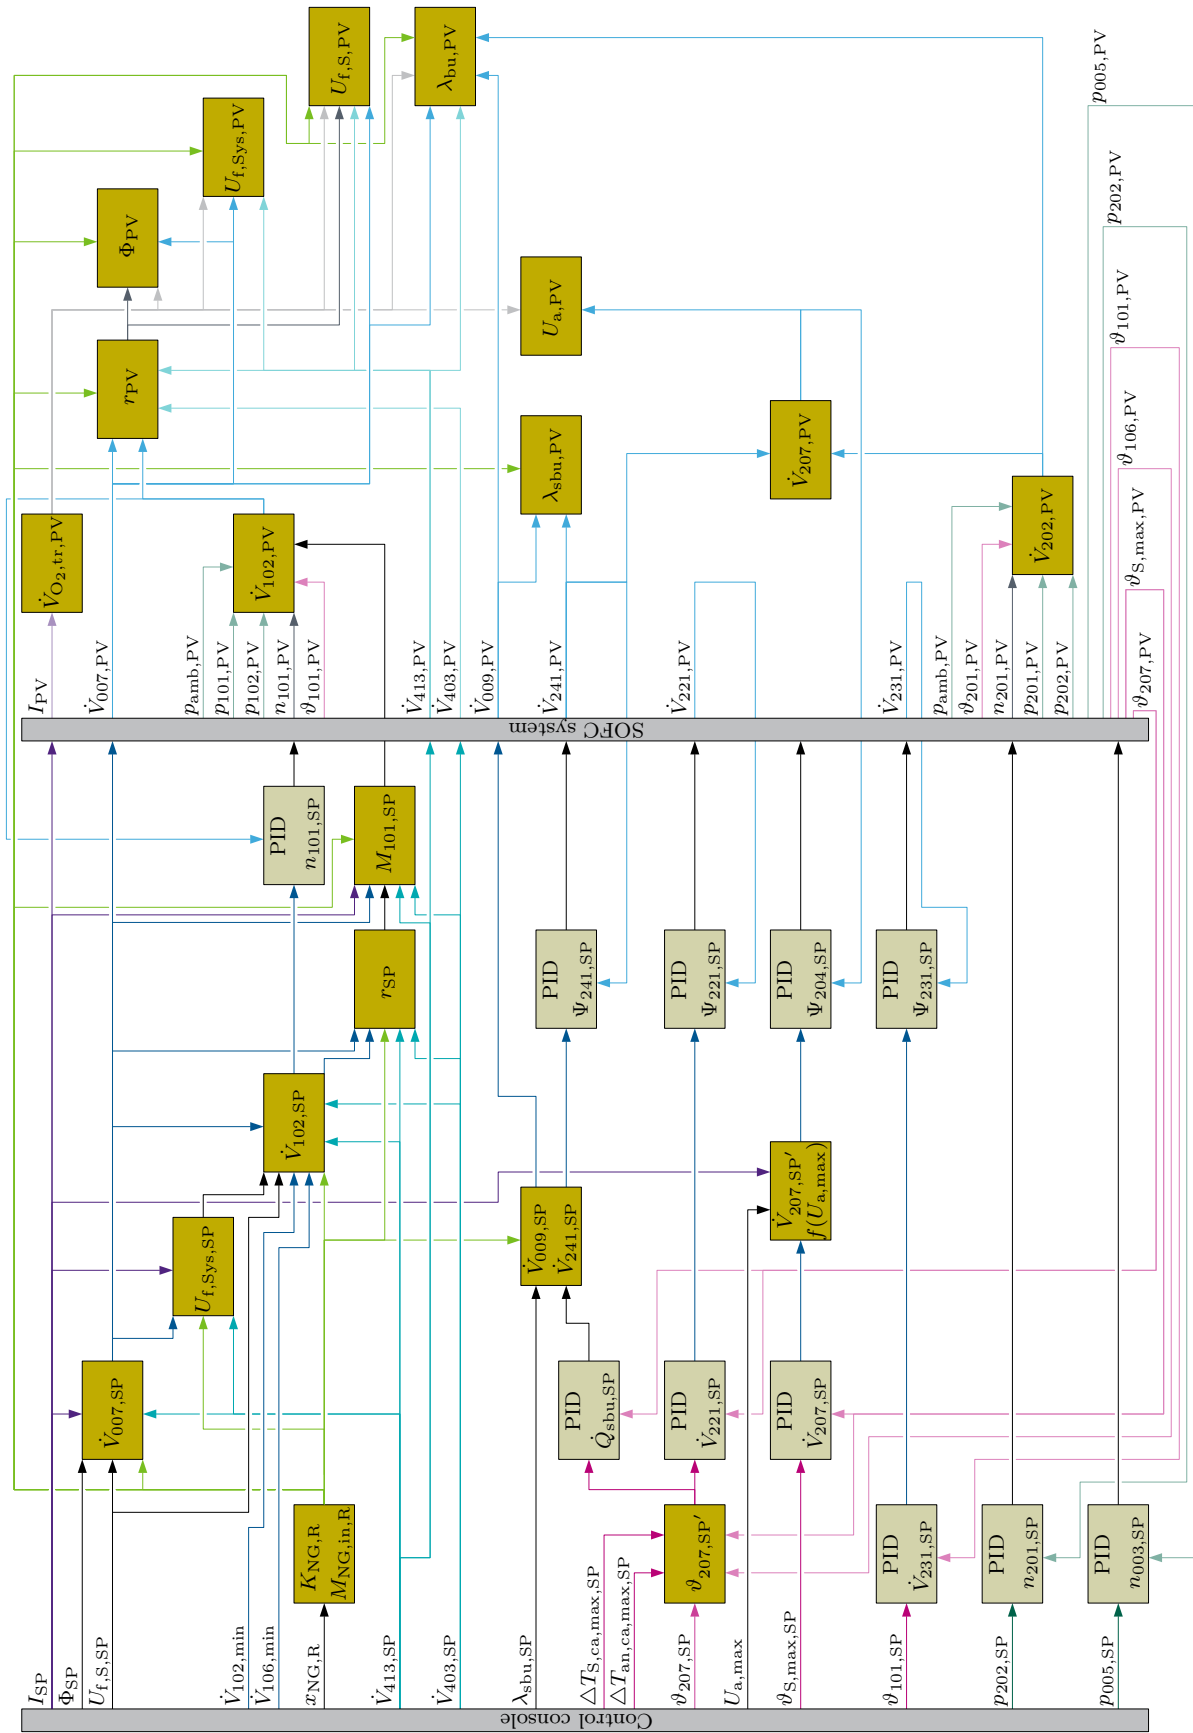 I_SP
Φ_SP
U_f,S,SP
V̇_102,min
V̇_106,min
x_NG,R
V̇_413,SP
V̇_403,SP
λ_sbu,SP
△T_S,ca,max,SP
△T_an,ca,max,SP
ϑ_207,SP
U_a,max
ϑ_S,max,SP
ϑ_101,SP
p_202,SP
p_005,SP
Control console
V̇_007,SP
K_NG,R
M_NG,in,R
U_f,Sys,SP
V̇_102,SP
r_SP
PID
n_101,SP
M_101,SP
V̇_009,SP
V̇_241,SP
PID
Q̇_sbu,SP
ϑ_207,SP′
PID
V̇_221,SP
PID
V̇_207,SP
V̇_207,SP′
f(U_a,max)
PID
V̇_231,SP
PID
n_201,SP
PID
n_003,SP
PID
Ψ_241,SP
PID
Ψ_221,SP
PID
Ψ_204,SP
PID
Ψ_231,SP
SOFC system
I_PV
V̇_007,PV
p_amb,PV
p_101,PV
p_102,PV
n_101,PV
ϑ_101,PV
V̇_413,PV
V̇_403,PV
V̇_009,PV
V̇_241,PV
V̇_221,PV
V̇_231,PV
p_amb,PV
ϑ_201,PV
n_201,PV
p_201,PV
p_202,PV
ϑ_207,PV
ϑ_S,max,PV
ϑ_106,PV
ϑ_101,PV
p_202,PV
p_005,PV
V̇_O₂,tr,PV
V̇_102,PV
r_PV
Φ_PV
U_f,Sys,PV
U_f,S,PV
λ_bu,PV
λ_sbu,PV
U_a,PV
V̇_207,PV
V̇_202,PV